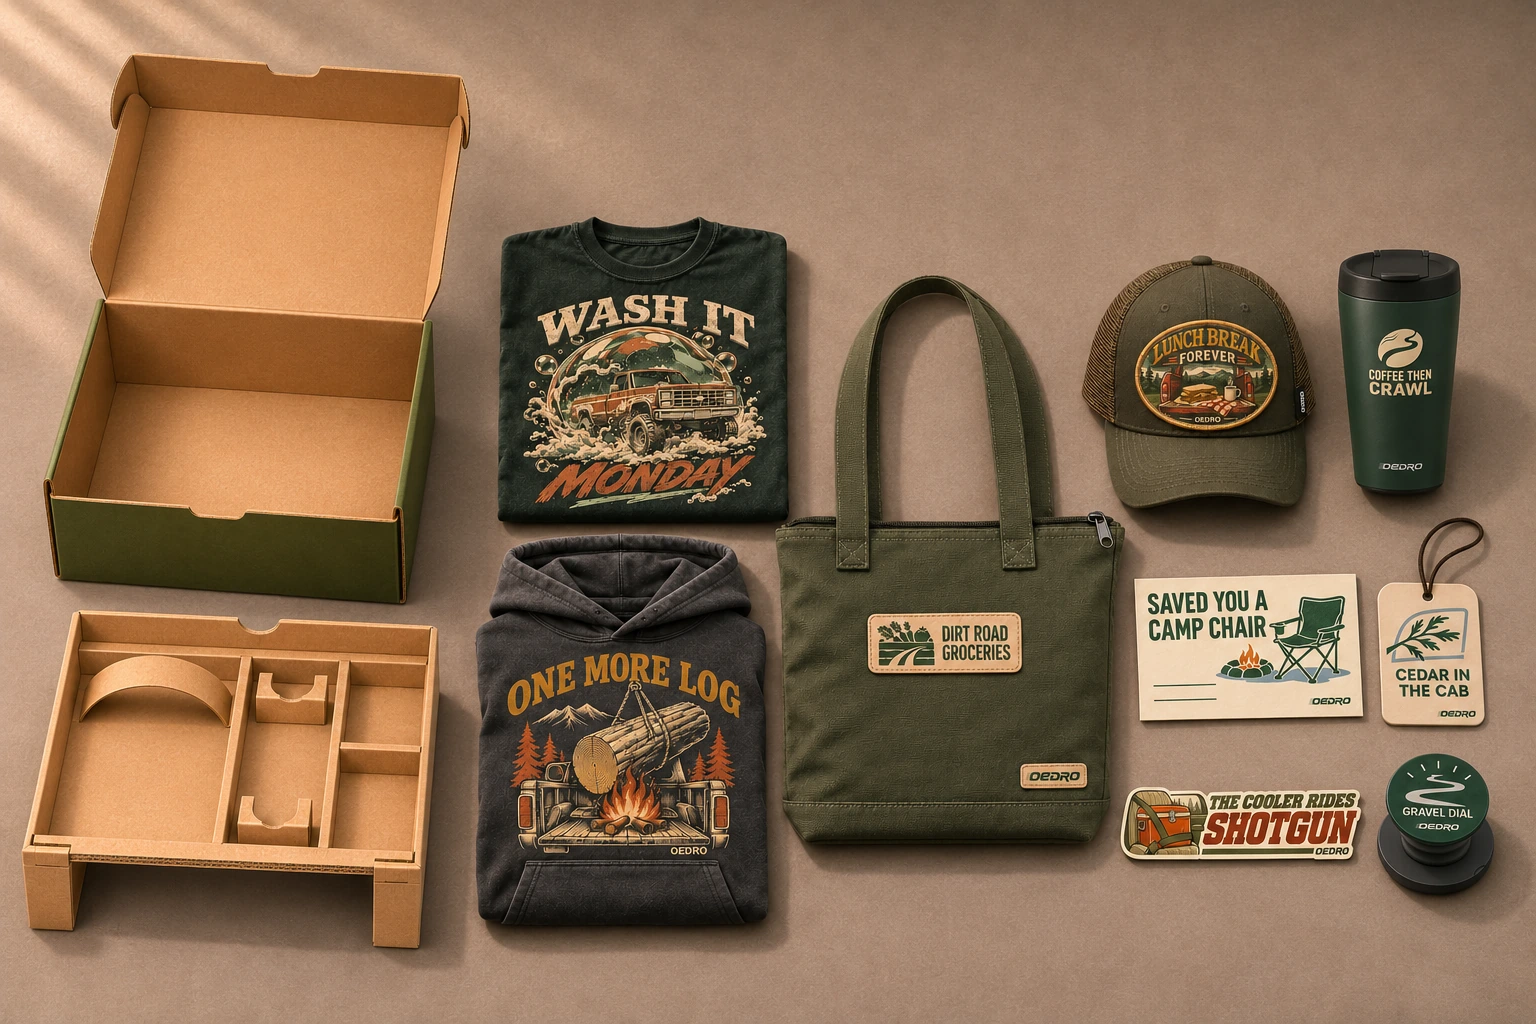 WASH IT
MONDAY
ONE MORE LOG
OEDRO
DIRT ROAD
GROCERIES
OEDRO
LUNCH BREAK
FOREVER
OEDRO
OEDRO
COFFEE THEN
CRAWL
OEDRO
SAVED YOU A
CAMP CHAIR
OEDRO
CEDAR IN
THE CAB
OEDRO
THE COOLER RIDES
SHOTGUN
OEDRO
GRAVEL DIAL
OEDRO